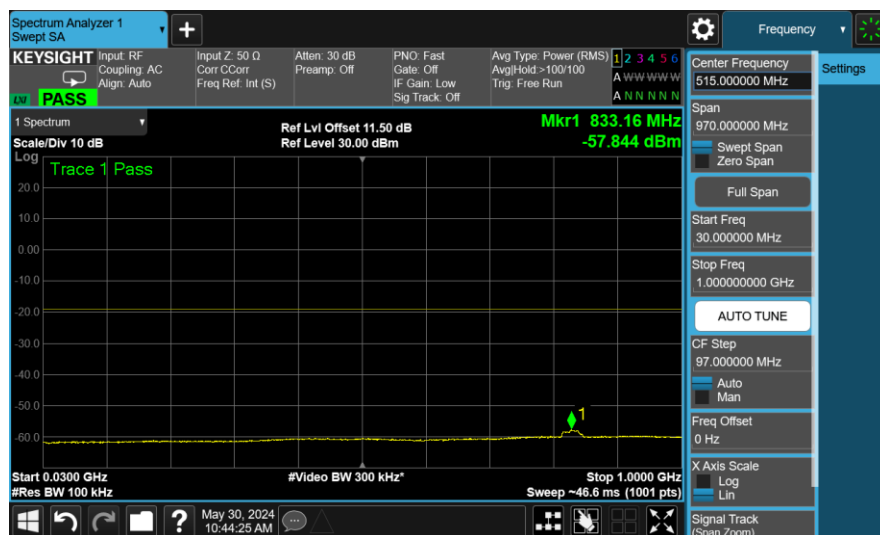 Spectrum Analyzer 1
Swept SA
Frequency
KEYSIGHT
Input: RF
Coupling: AC
Align: Auto
Input Z: 50 Ω
Corr CCorr
Freq Ref: Int (S)
Atten: 30 dB
Preamp: Off
PNO: Fast
Gate: Off
IF Gain: Low
Sig Track: Off
Avg Type: Power (RMS)
Avg|Hold:>100/100
Trig: Free Run
1 2 3 4 5 6
A W W W W W
A N N N N N
LXI
PASS
1 Spectrum
Scale/Div 10 dB
Ref Lvl Offset 11.50 dB
Ref Level 30.00 dBm
Mkr1 833.16 MHz
-57.844 dBm
Log
Trace 1 Pass
20.0
10.0
0.00
-10.0
-20.0
-30.0
-40.0
-50.0
-60.0
1
Start 0.0300 GHz
#Res BW 100 kHz
#Video BW 300 kHz*
Stop 1.0000 GHz
Sweep ~46.6 ms (1001 pts)
?
May 30, 2024
10:44:25 AM
Center Frequency
515.000000 MHz
Settings
Span
970.000000 MHz
Swept Span
Zero Span
Full Span
Start Freq
30.000000 MHz
Stop Freq
1.000000000 GHz
AUTO TUNE
CF Step
97.000000 MHz
Auto
Man
Freq Offset
0 Hz
X Axis Scale
Log
Lin
Signal Track
(Span Zoom)